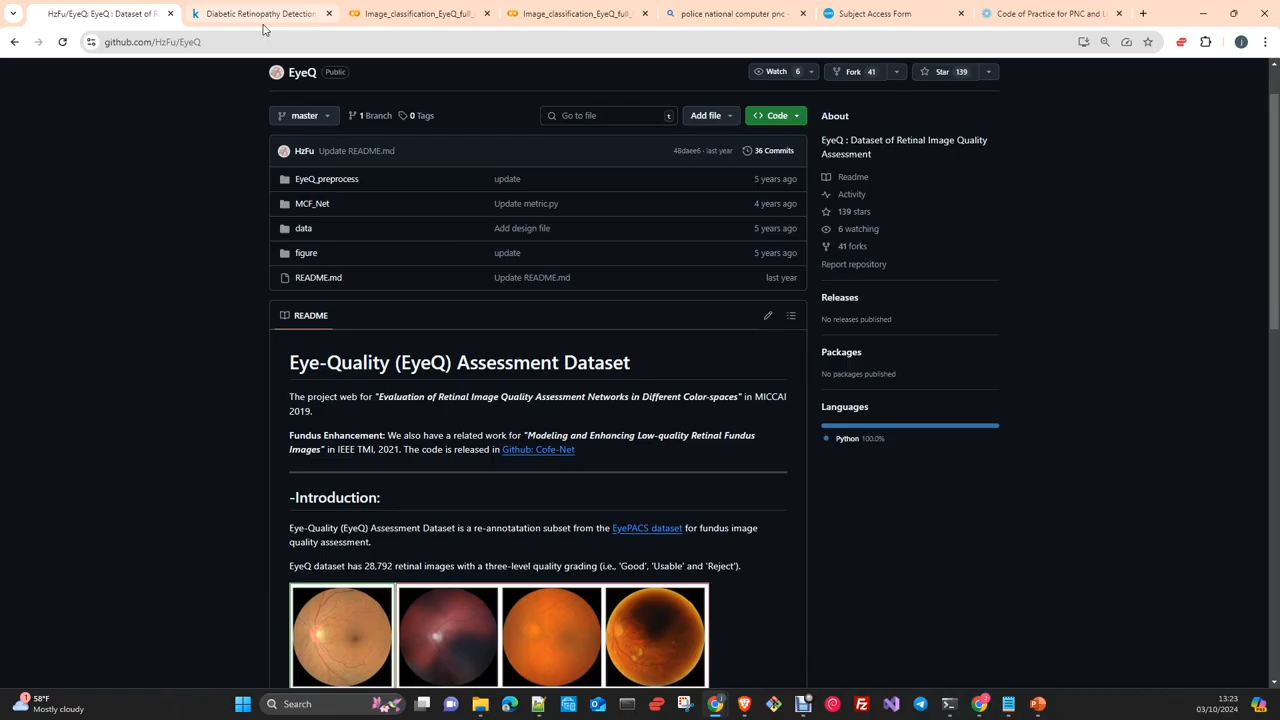 HzFu/EyeQ: EyeQ : Dataset of R
Diabetic Retinopathy Detection
Image_classification_EyeQ_full_
Image_classification_EyeQ_full_
police national computer pnc -
Subject Access Form
Code of Practice for PNC and L
github.com/HzFu/EyeQ
EyeQ Public
Watch 6
Fork 41
Star 139
master
1 Branch
0 Tags
Go to file t
Add file
Code
HzFu Update README.md
48daee6 · last year
36 Commits
EyeQ_preprocess update 5 years ago
MCF_Net Update metric.py 4 years ago
data Add design file 5 years ago
figure update 5 years ago
README.md Update README.md last year
README
Eye-Quality (EyeQ) Assessment Dataset
The project web for "Evaluation of Retinal Image Quality Assessment Networks in Different Color-spaces" in MICCAI
2019.
Fundus Enhancement: We also have a related work for "Modeling and Enhancing Low-quality Retinal Fundus
Images" in IEEE TMI, 2021. The code is released in Github: Cofe-Net
-Introduction:
Eye-Quality (EyeQ) Assessment Dataset is a re-annotatation subset from the EyePACS dataset for fundus image
quality assessment.
EyeQ dataset has 28,792 retinal images with a three-level quality grading (i.e., 'Good', 'Usable' and 'Reject').
About
EyeQ : Dataset of Retinal Image Quality
Assessment
Readme
Activity
139 stars
6 watching
41 forks
Report repository
Releases
No releases published
Packages
No packages published
Languages
Python 100.0%
1
58°F
Mostly cloudy
Search
13:23
03/10/2024